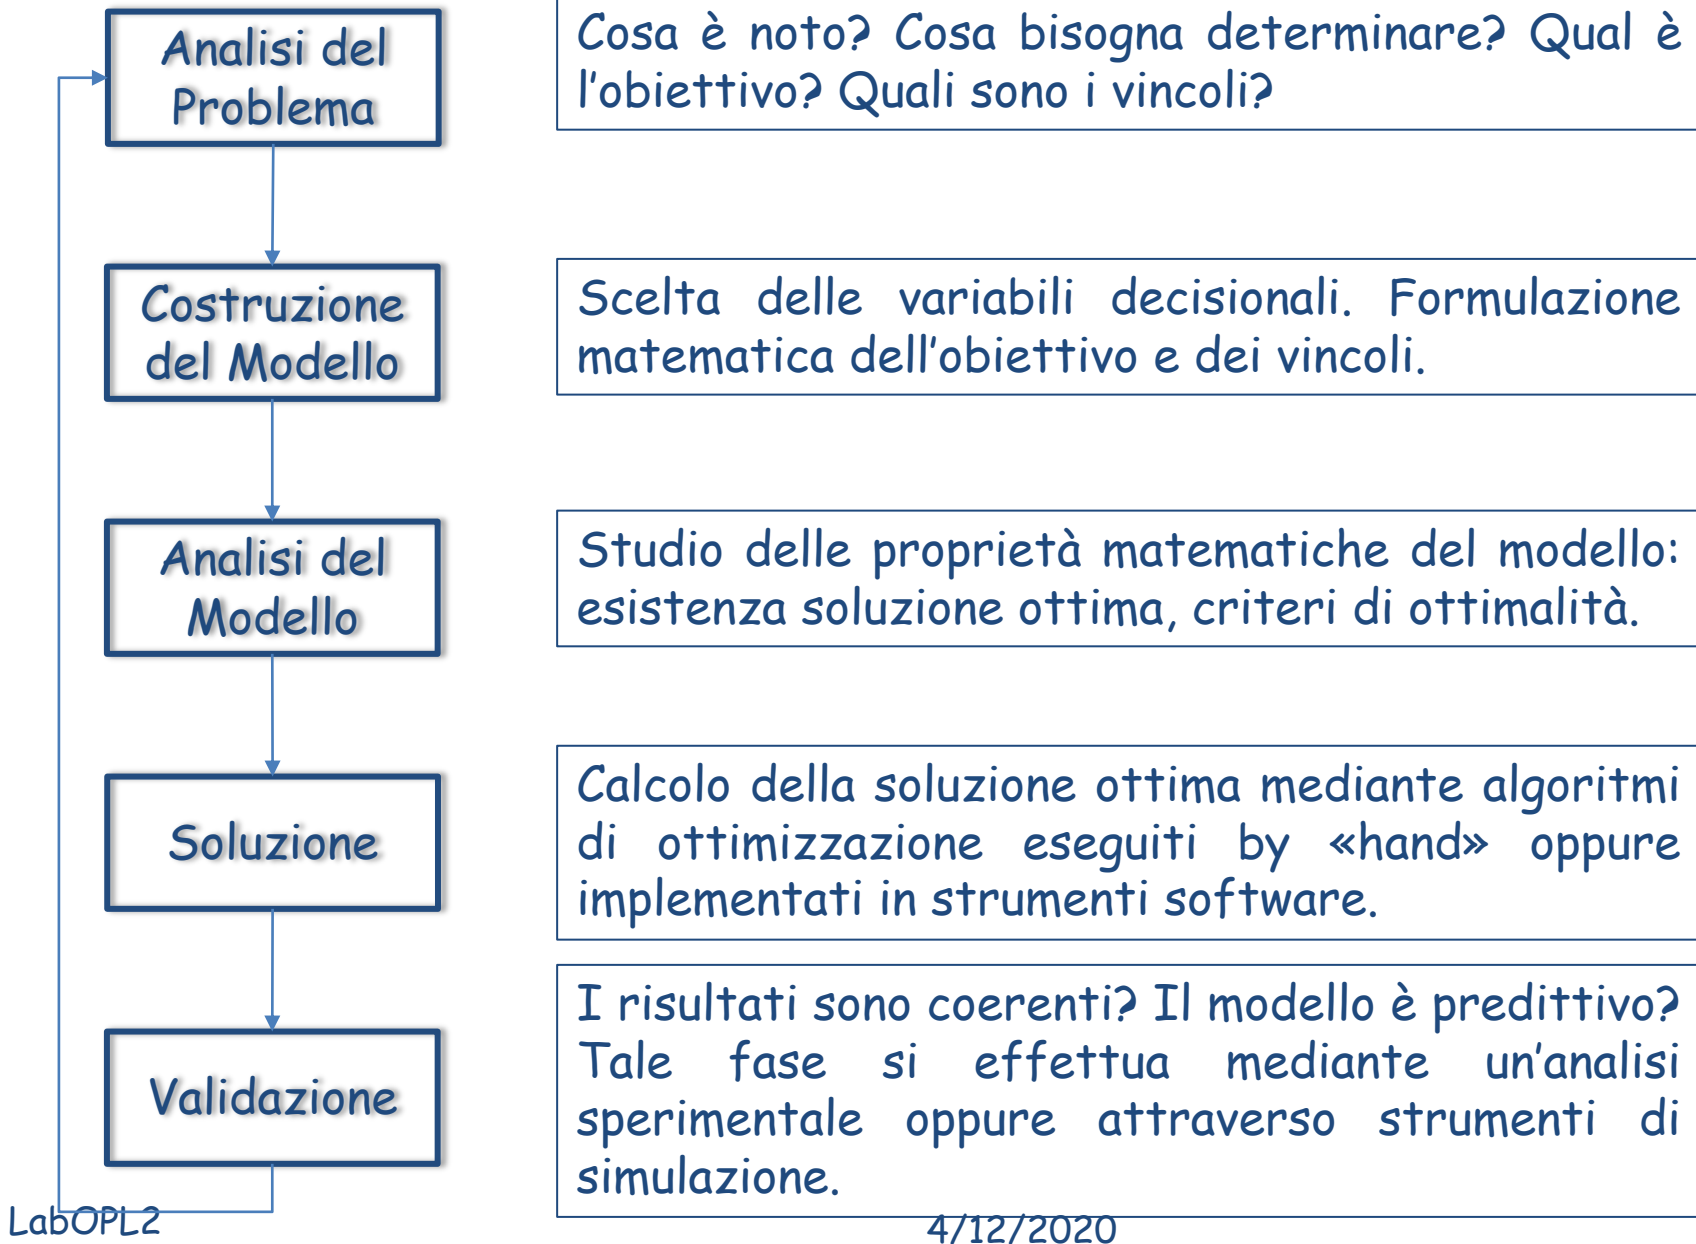 Analisi del
Problema
Cosa è noto? Cosa bisogna determinare? Qual è
l’obiettivo? Quali sono i vincoli?
Costruzione
del Modello
Scelta delle variabili decisionali. Formulazione
matematica dell’obiettivo e dei vincoli.
Analisi del
Modello
Studio delle proprietà matematiche del modello:
esistenza soluzione ottima, criteri di ottimalità.
Soluzione
Calcolo della soluzione ottima mediante algoritmi
di ottimizzazione eseguiti by «hand» oppure
implementati in strumenti software.
Validazione
I risultati sono coerenti? Il modello è predittivo?
Tale fase si effettua mediante un’analisi
sperimentale oppure attraverso strumenti di
simulazione.
LabOPL2
4/12/2020